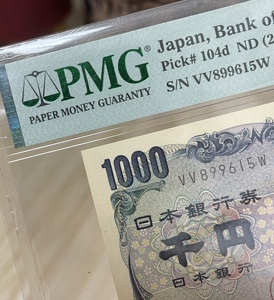 PMG
PAPER MONEY GUARANTY
Japan, Bank of
Pick# 104d ND (2
S/N VV899615W
1000
VV899615W
日本銀行券
千円
日本銀行